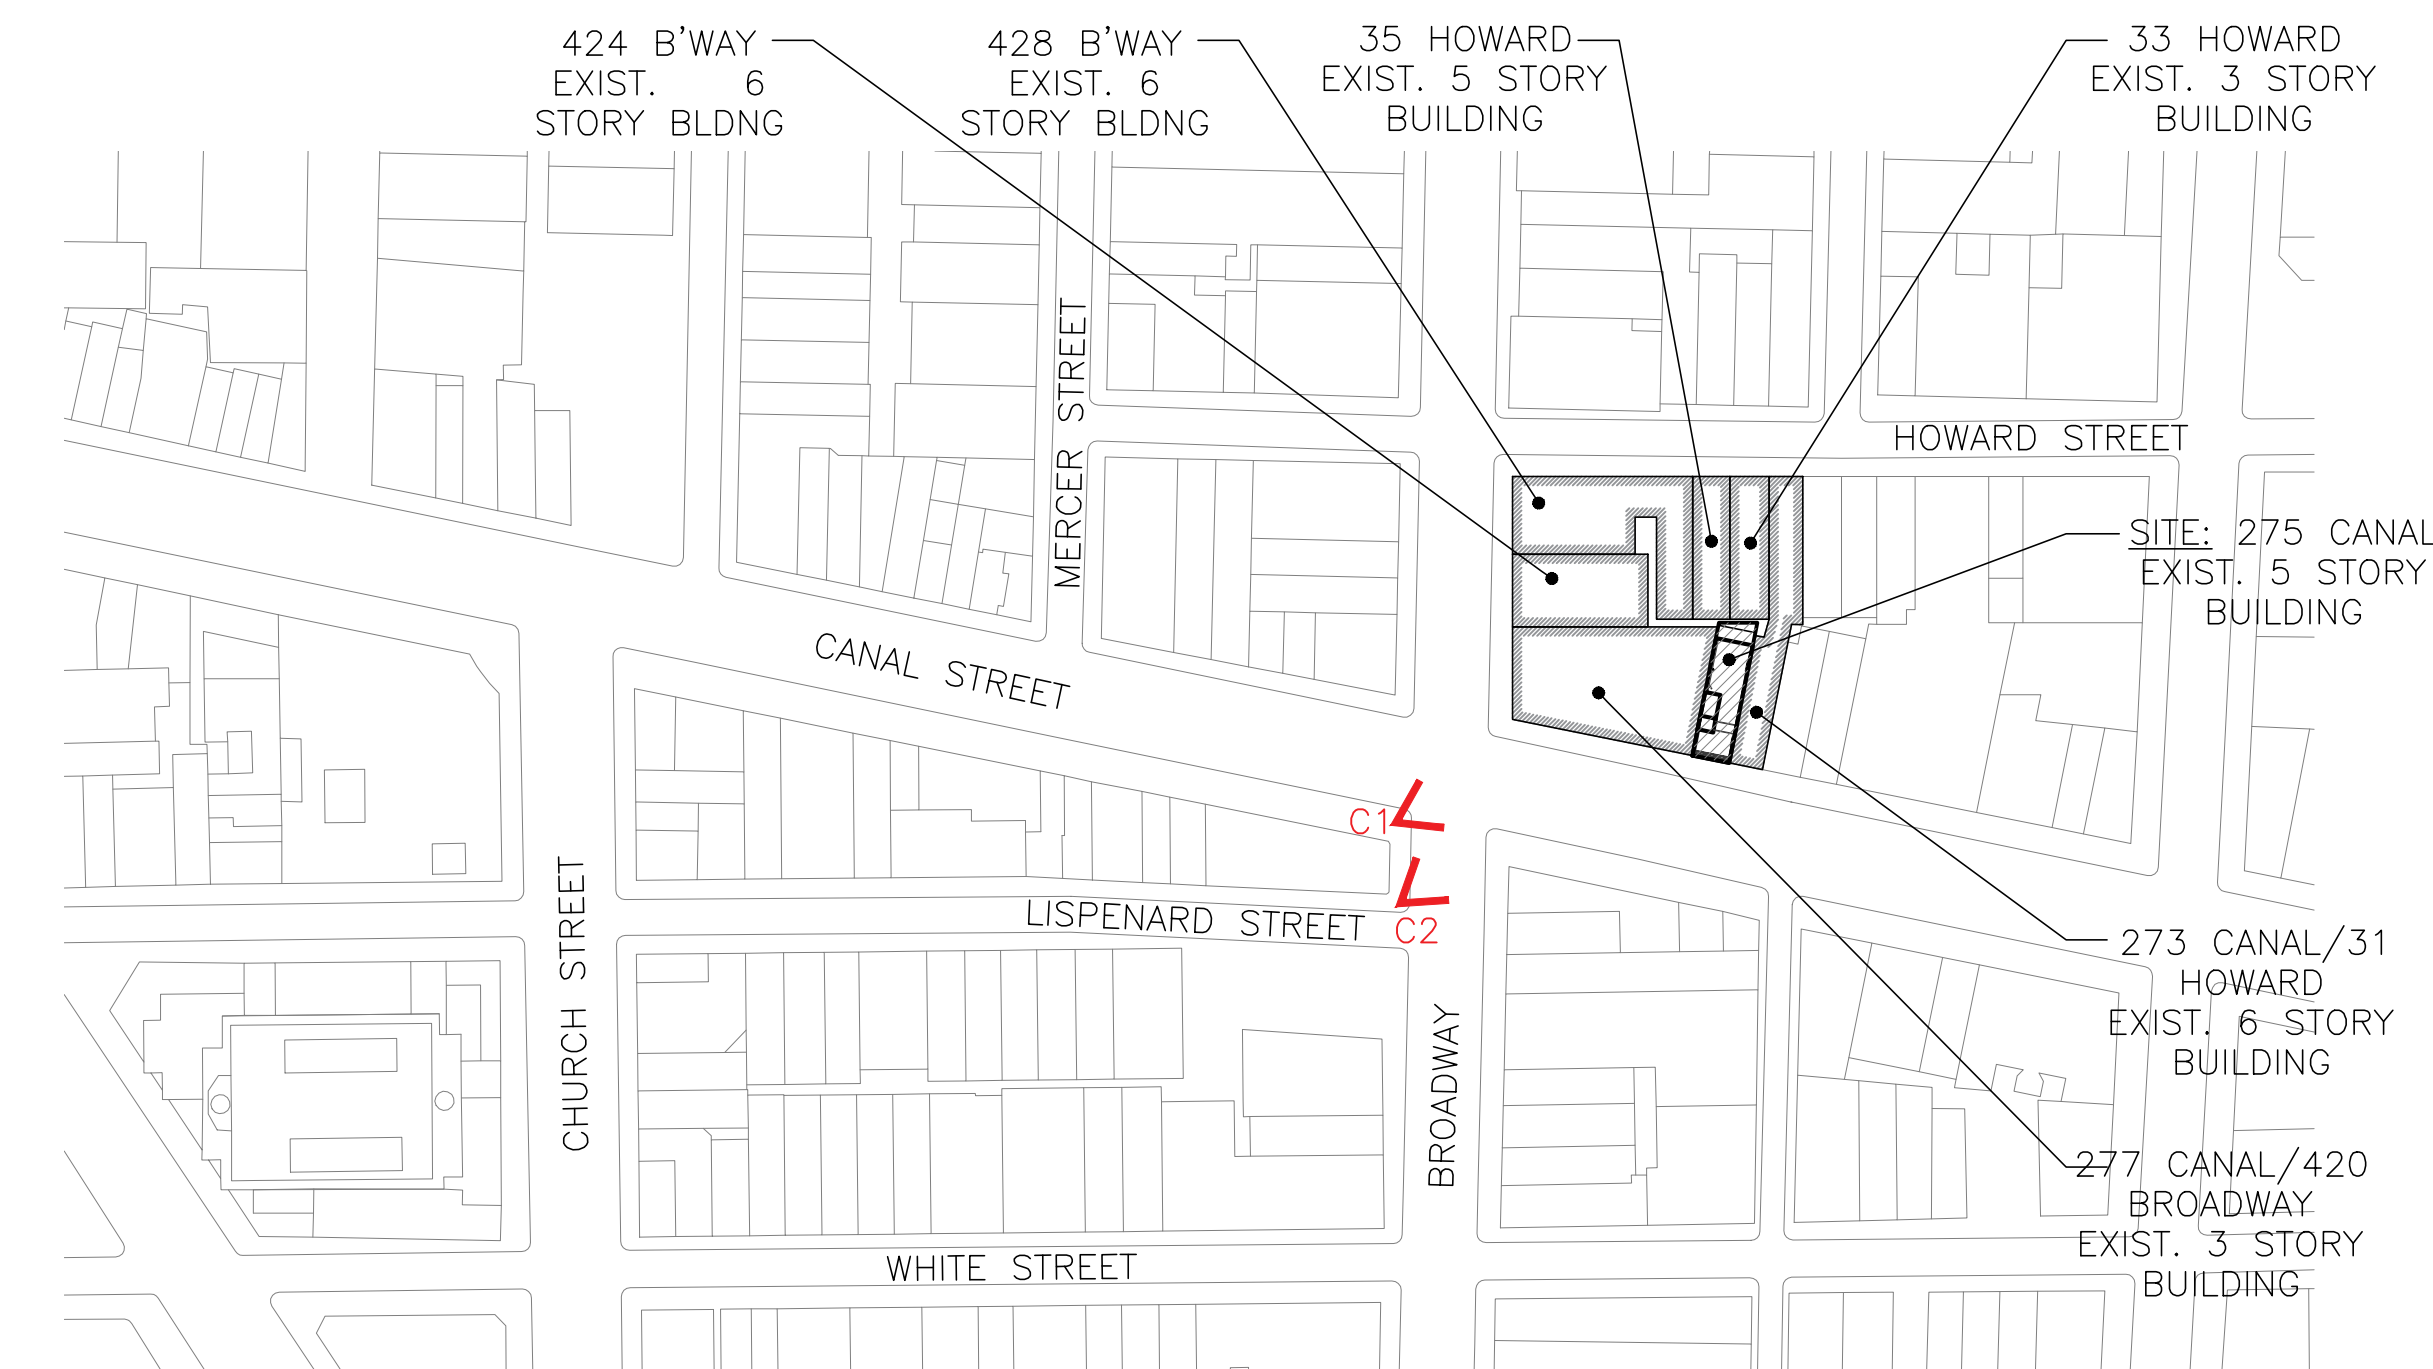 424 B'WAY
EXIST. 6
STORY BLDNG
428 B'WAY
EXIST. 6
STORY BLDNG
35 HOWARD
EXIST. 5 STORY
BUILDING
33 HOWARD
EXIST. 3 STORY
BUILDING
MERCER STREET
HOWARD STREET
SITE: 275 CANAL
EXIST. 5 STORY
BUILDING
CANAL STREET
C1
LISPENARD STREET
C2
CHURCH STREET
BROADWAY
273 CANAL/31
HOWARD
EXIST. 6 STORY
BUILDING
277 CANAL/420
BROADWAY
EXIST. 3 STORY
BUILDING
WHITE STREET